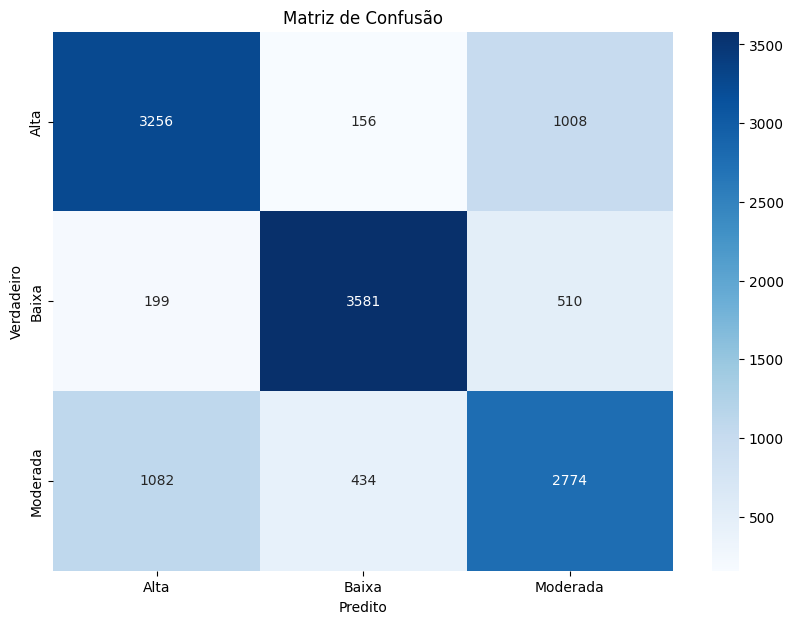 Matriz de Confusão
Verdadeiro
Alta
3256
156
1008
Baixa
199
3581
510
Moderada
1082
434
2774
Alta
Baixa
Moderada
Predito
3500
3000
2500
2000
1500
1000
500